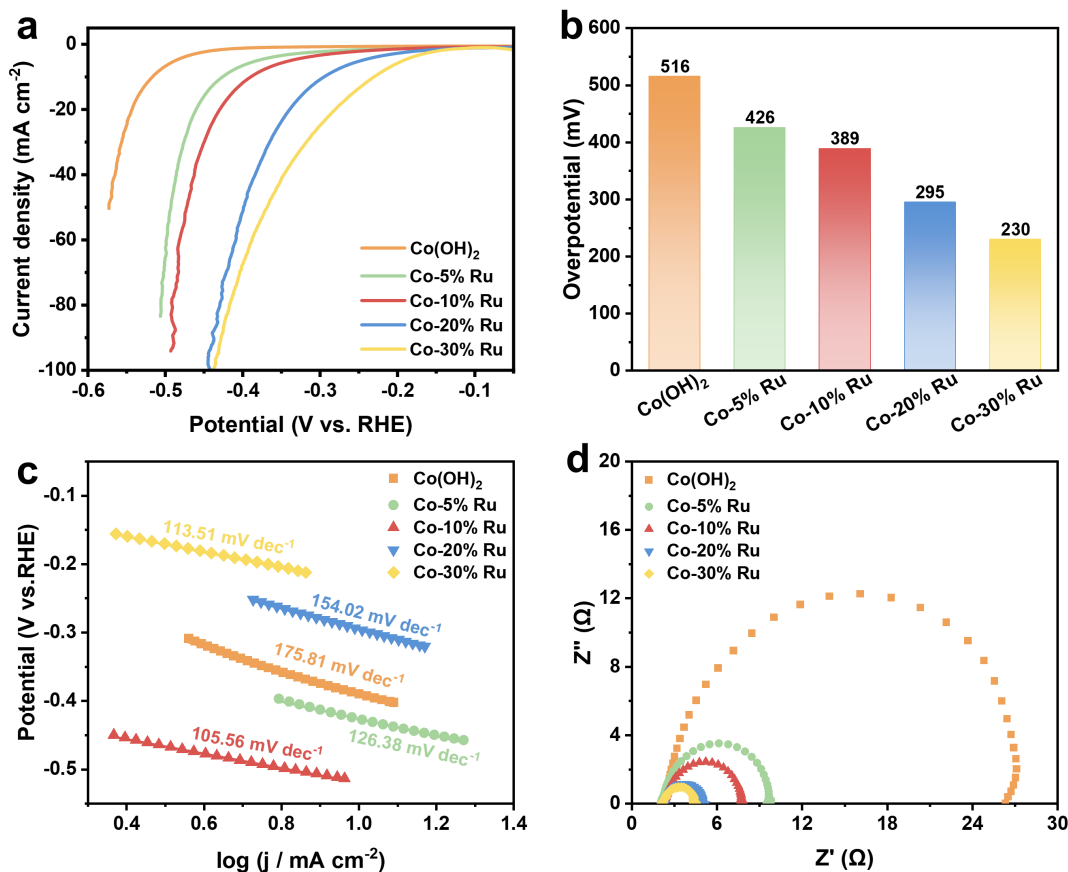 a
0
-20
-40
-60
-80
-100
-0.6
-0.5
-0.4
-0.3
-0.2
-0.1
Current density (mA cm⁻²)
Potential (V vs. RHE)
Co(OH)₂
Co-5% Ru
Co-10% Ru
Co-20% Ru
Co-30% Ru
b
600
500
400
300
200
100
0
Overpotential (mV)
516
426
389
295
230
Co(OH)₂
Co-5% Ru
Co-10% Ru
Co-20% Ru
Co-30% Ru
c
-0.1
-0.2
-0.3
-0.4
-0.5
0.4
0.6
0.8
1.0
1.2
1.4
Potential (V vs.RHE)
log (j / mA cm⁻²)
Co(OH)₂
Co-5% Ru
Co-10% Ru
Co-20% Ru
Co-30% Ru
113.51 mV dec⁻¹
154.02 mV dec⁻¹
175.81 mV dec⁻¹
126.38 mV dec⁻¹
105.56 mV dec⁻¹
d
20
16
12
8
4
0
0
6
12
18
24
30
Z'' (Ω)
Z' (Ω)
Co(OH)₂
Co-5% Ru
Co-10% Ru
Co-20% Ru
Co-30% Ru